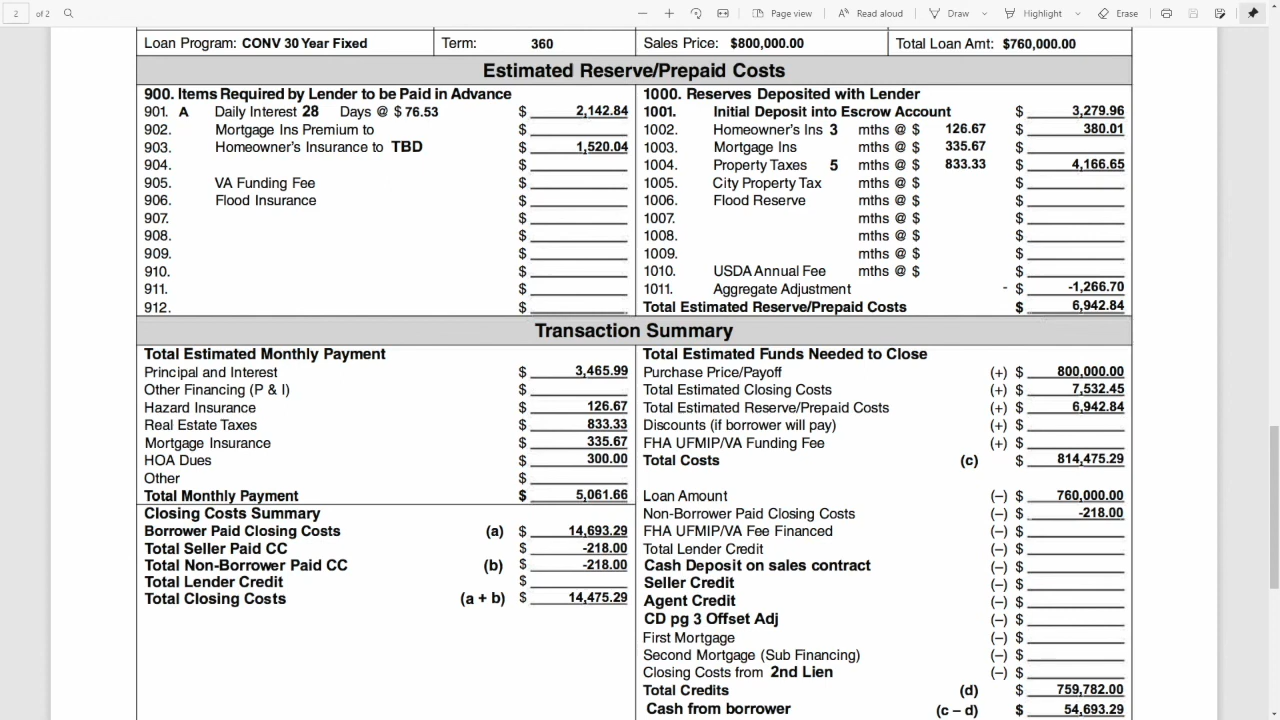 2 of 2 Page view Read aloud Draw Highlight Erase
Loan Program: CONV 30 Year Fixed Term: 360 Sales Price: $800,000.00 Total Loan Amt: $760,000.00
Estimated Reserve/Prepaid Costs
900. Items Required by Lender to be Paid in Advance
901. A Daily Interest 28 Days @ $ 76.53 $ 2,142.84
902. Mortgage Ins Premium to $
903. Homeowner's Insurance to TBD $ 1,520.04
904. $
905. VA Funding Fee $
906. Flood Insurance $
907. $
908. $
909. $
910. $
911. $
912. $
1000. Reserves Deposited with Lender
1001. Initial Deposit into Escrow Account $ 3,279.96
1002. Homeowner's Ins 3 mths @ $ 126.67 $ 380.01
1003. Mortgage Ins mths @ $ 335.67 $
1004. Property Taxes 5 mths @ $ 833.33 $ 4,166.65
1005. City Property Tax mths @ $ $
1006. Flood Reserve mths @ $ $
1007. mths @ $ $
1008. mths @ $ $
1009. mths @ $ $
1010. USDA Annual Fee mths @ $ $
1011. Aggregate Adjustment - $ -1,266.70
Total Estimated Reserve/Prepaid Costs $ 6,942.84
Transaction Summary
Total Estimated Monthly Payment
Principal and Interest $ 3,465.99
Other Financing (P & I) $
Hazard Insurance $ 126.67
Real Estate Taxes $ 833.33
Mortgage Insurance $ 335.67
HOA Dues $ 300.00
Other $
Total Monthly Payment $ 5,061.66
Closing Costs Summary
Borrower Paid Closing Costs (a) $ 14,693.29
Total Seller Paid CC $ -218.00
Total Non-Borrower Paid CC (b) $ -218.00
Total Lender Credit $
Total Closing Costs (a + b) $ 14,475.29
Total Estimated Funds Needed to Close
Purchase Price/Payoff (+) $ 800,000.00
Total Estimated Closing Costs (+) $ 7,532.45
Total Estimated Reserve/Prepaid Costs (+) $ 6,942.84
Discounts (if borrower will pay) (+) $
FHA UFMIP/VA Funding Fee (+) $
Total Costs (c) $ 814,475.29
Loan Amount (–) $ 760,000.00
Non-Borrower Paid Closing Costs (–) $ -218.00
FHA UFMIP/VA Fee Financed (–) $
Total Lender Credit (–) $
Cash Deposit on sales contract (–) $
Seller Credit (–) $
Agent Credit (–) $
CD pg 3 Offset Adj (–) $
First Mortgage (–) $
Second Mortgage (Sub Financing) (–) $
Closing Costs from 2nd Lien (–) $
Total Credits (d) $ 759,782.00
Cash from borrower (c – d) $ 54,693.29